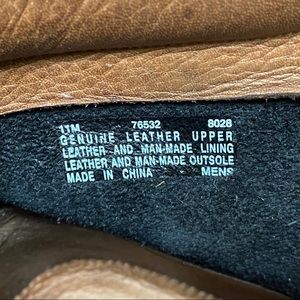 11M 76532 8028
GENUINE LEATHER UPPER
LEATHER AND MAN-MADE LINING
LEATHER AND MAN-MADE OUTSOLE
MADE IN CHINA MENS